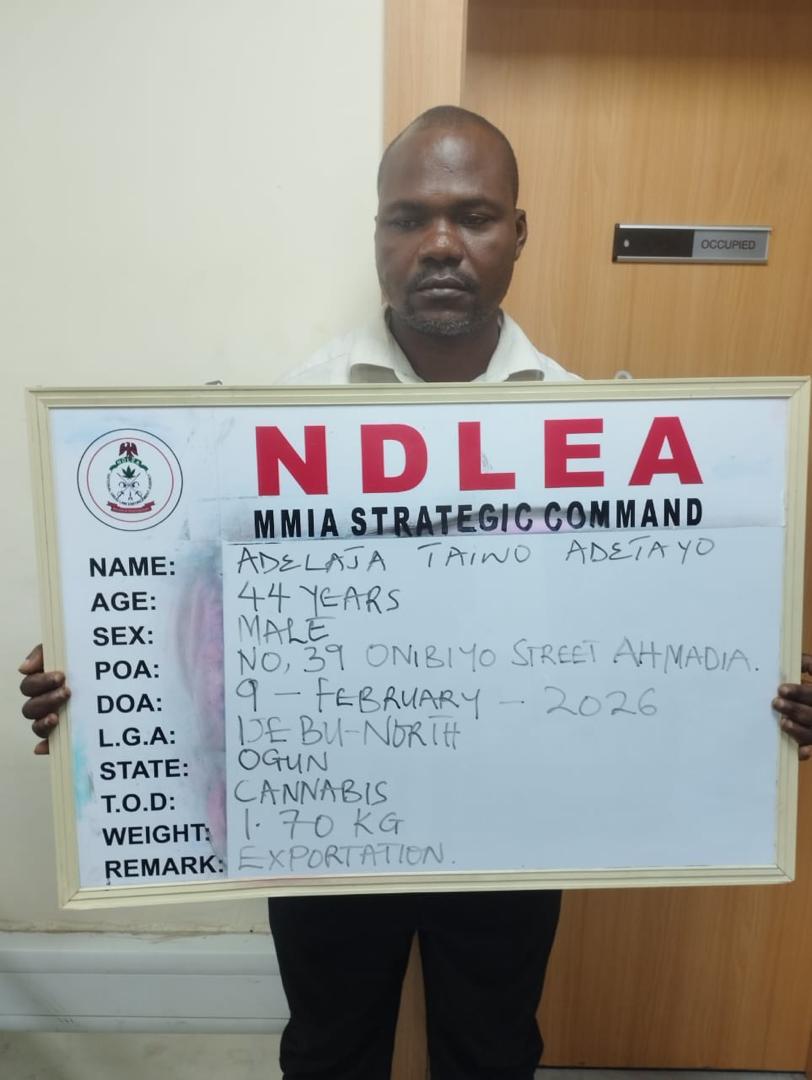 OCCUPIED
NDLEA
MMIA STRATEGIC COMMAND
NAME: ADELAJA TAIWO ADETAYO
AGE: 44 YEARS
SEX: MALE
POA: NO, 39 ONIBIYO STREET AHMADIA.
DOA: 9 - FEBRUARY - 2026
L.G.A: IJEBU-NORTH
STATE: OGUN
T.O.D: CANNABIS
WEIGHT: 1.70 KG
REMARK: EXPORTATION.